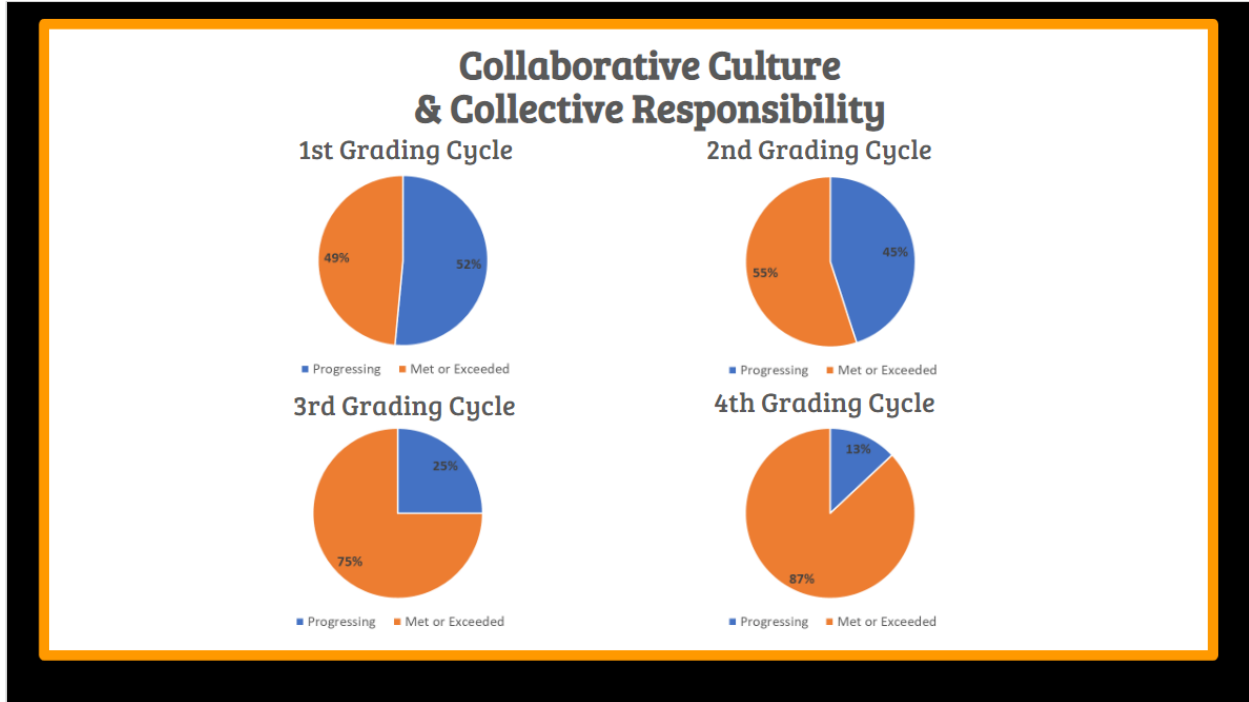 Collaborative Culture
& Collective Responsibility
1st Grading Cycle
49%
52%
Progressing Met or Exceeded
2nd Grading Cycle
45%
55%
Progressing Met or Exceeded
3rd Grading Cycle
25%
75%
Progressing Met or Exceeded
4th Grading Cycle
13%
87%
Progressing Met or Exceeded